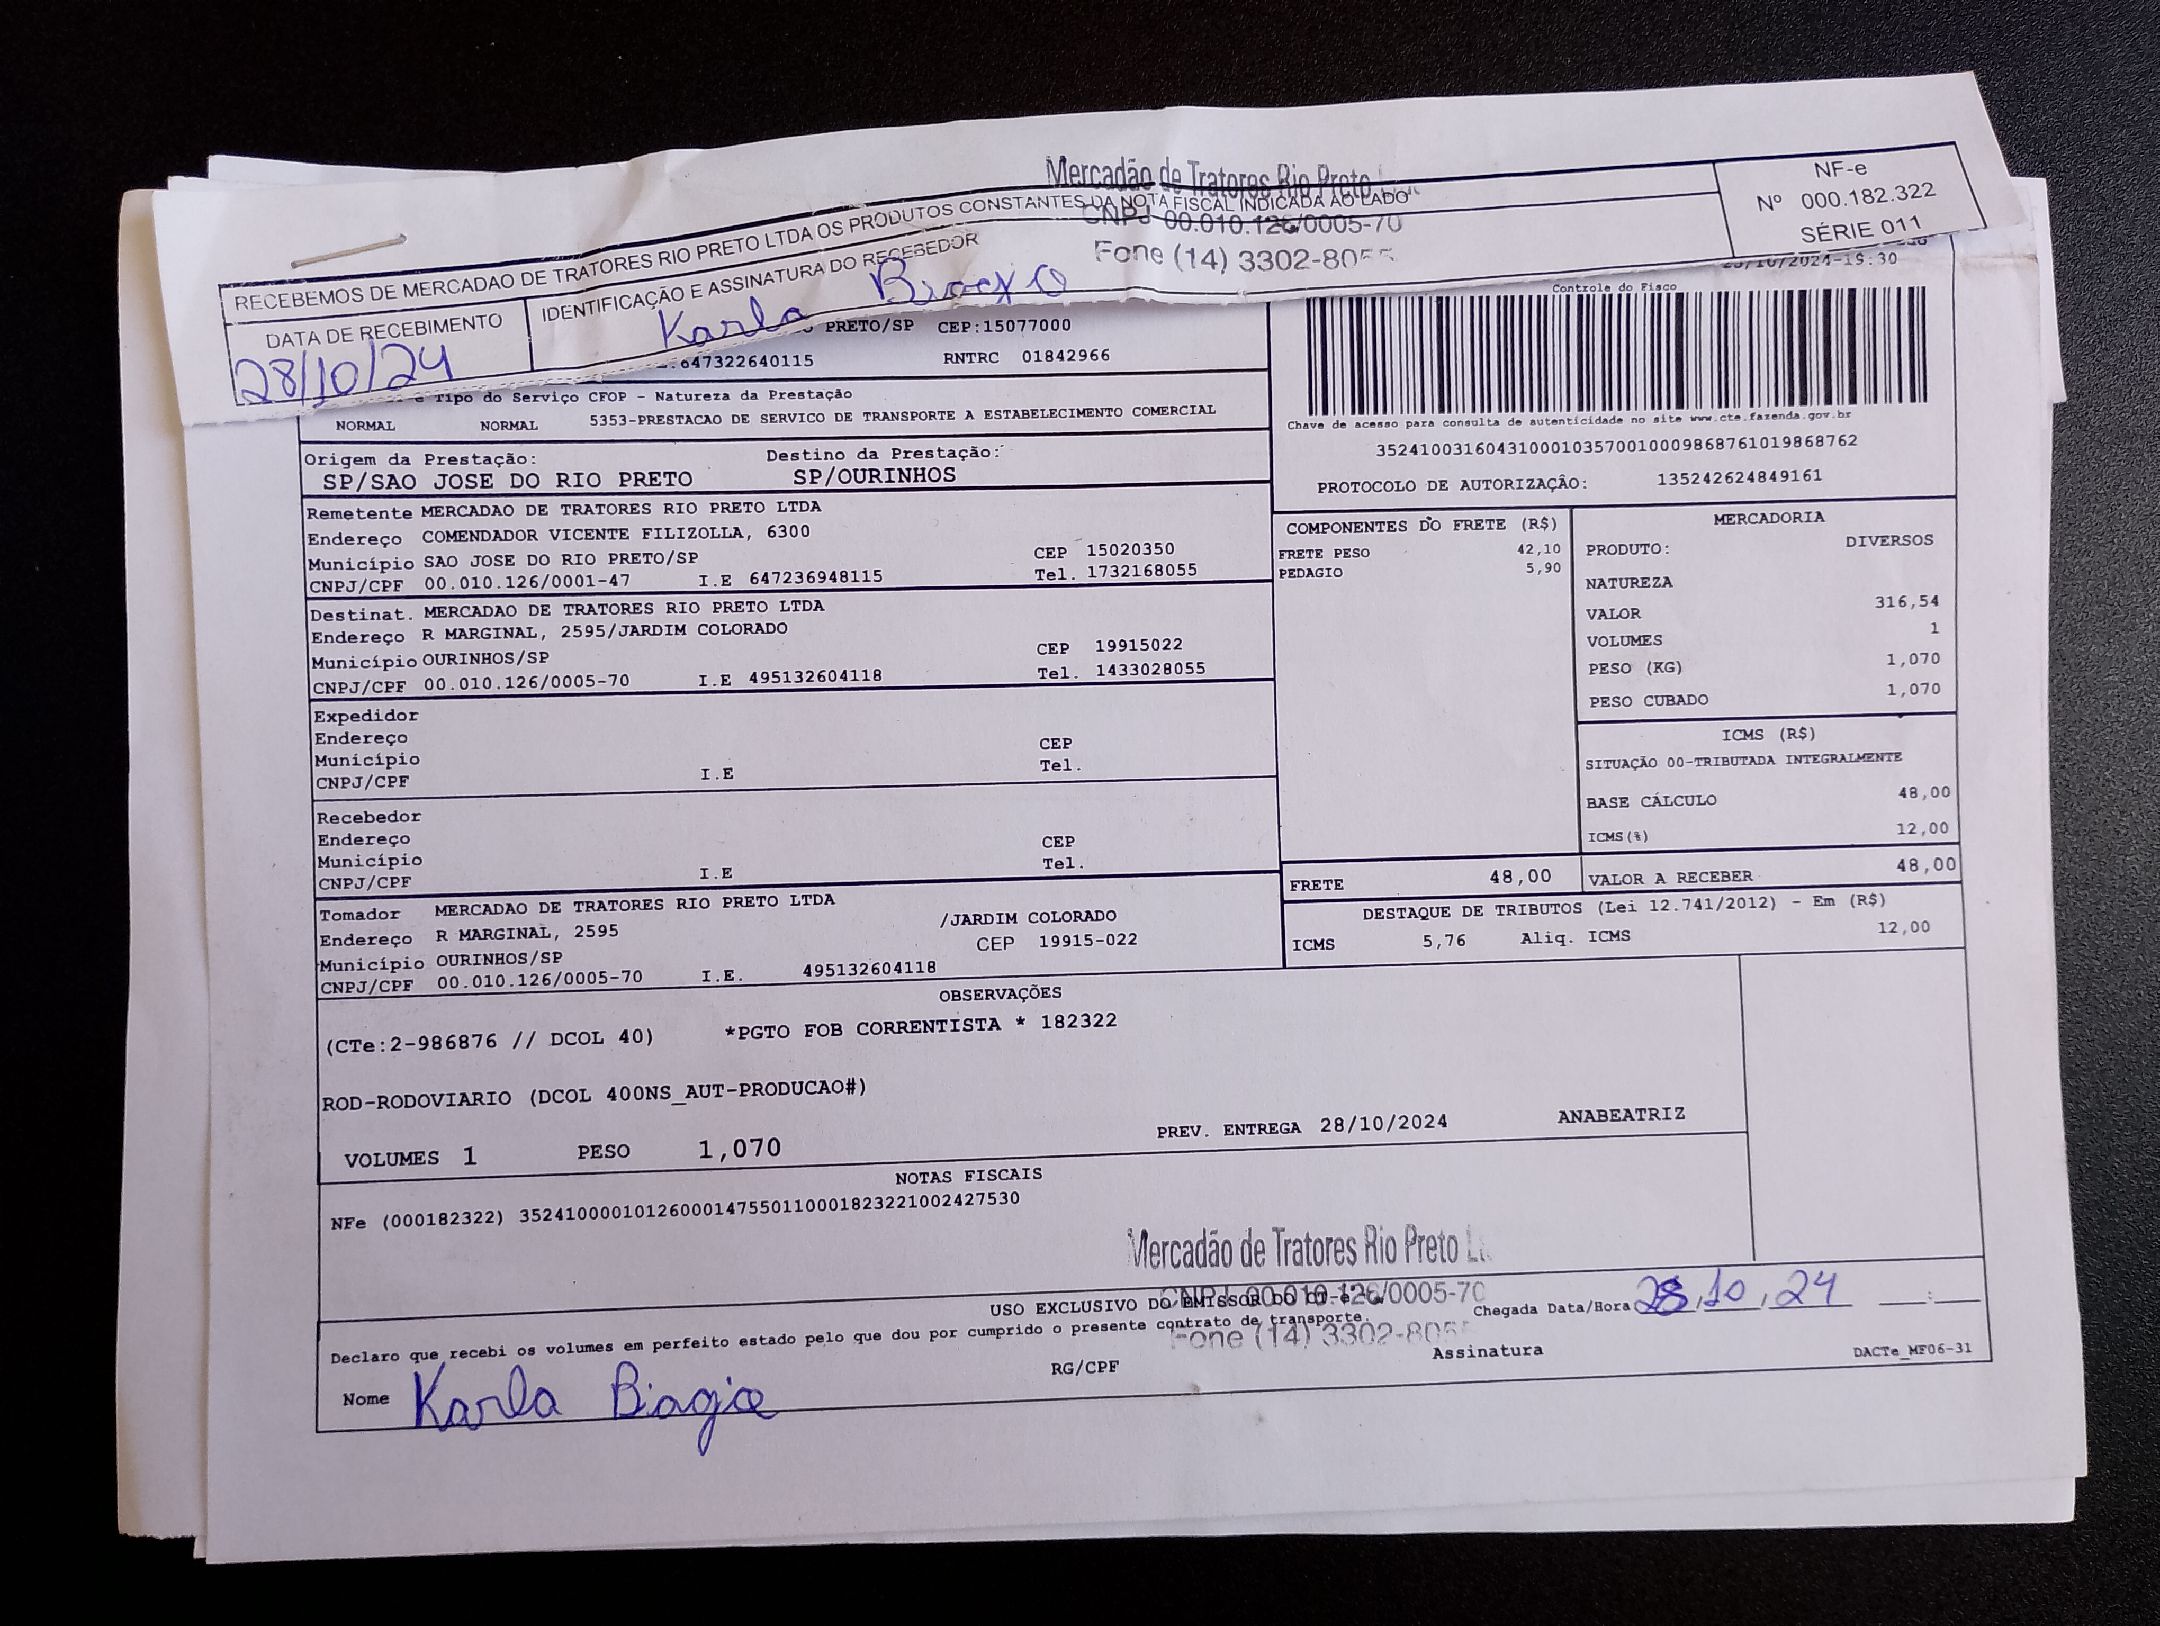 Mercadão de Tratores Rio Preto
RECEBEMOS DE MERCADAO DE TRATORES RIO PRETO LTDA OS PRODUTOS CONSTANTES DA NOTA FISCAL INDICADA AO LADO
CNPJ 00.010.126/0005-70
Fone (14) 3302-8055
NF-e
Nº 000.182.322
SÉRIE 011
DATA DE RECEBIMENTO
28/10/24
IDENTIFICAÇÃO E ASSINATURA DO RECEBEDOR
Karla
PRETO/SP CEP:15077000
647322640115 RNTRC 01842966
Tipo do Serviço CFOP - Natureza da Prestação
NORMAL NORMAL 5353-PRESTACAO DE SERVICO DE TRANSPORTE A ESTABELECIMENTO COMERCIAL
Origem da Prestação: Destino da Prestação:
SP/SAO JOSE DO RIO PRETO SP/OURINHOS
/10/2024-15:30
Controle do Fisco
Chave de acesso para consulta de autenticidade no site www.cte.fazenda.gov.br
35241003160431000103570010009868761019868762
PROTOCOLO DE AUTORIZAÇÃO: 135242624849161
Remetente MERCADAO DE TRATORES RIO PRETO LTDA
Endereço COMENDADOR VICENTE FILIZOLLA, 6300
Município SAO JOSE DO RIO PRETO/SP CEP 15020350
CNPJ/CPF 00.010.126/0001-47 I.E 647236948115 Tel. 1732168055
Destinat. MERCADAO DE TRATORES RIO PRETO LTDA
Endereço R MARGINAL, 2595/JARDIM COLORADO
Município OURINHOS/SP CEP 19915022
CNPJ/CPF 00.010.126/0005-70 I.E 495132604118 Tel. 1433028055
Expedidor
Endereço
Município CEP
CNPJ/CPF I.E Tel.
Recebedor
Endereço
Município CEP
CNPJ/CPF I.E Tel.
Tomador MERCADAO DE TRATORES RIO PRETO LTDA
Endereço R MARGINAL, 2595 /JARDIM COLORADO
Município OURINHOS/SP CEP 19915-022
CNPJ/CPF 00.010.126/0005-70 I.E. 495132604118
COMPONENTES DO FRETE (R$)
FRETE PESO 42,10
PEDAGIO 5,90
MERCADORIA
PRODUTO: DIVERSOS
NATUREZA
VALOR 316,54
VOLUMES 1
PESO (KG) 1,070
PESO CUBADO 1,070
ICMS (R$)
SITUAÇÃO 00-TRIBUTADA INTEGRALMENTE
BASE CÁLCULO 48,00
ICMS(%) 12,00
FRETE 48,00 VALOR A RECEBER 48,00
DESTAQUE DE TRIBUTOS (Lei 12.741/2012) - Em (R$)
ICMS 5,76 Aliq. ICMS 12,00
OBSERVAÇÕES
(CTe:2-986876 // DCOL 40) *PGTO FOB CORRENTISTA * 182322
ROD-RODOVIARIO (DCOL 400NS_AUT-PRODUCAO#)
VOLUMES 1 PESO 1,070 PREV. ENTREGA 28/10/2024 ANABEATRIZ
NOTAS FISCAIS
NFe (000182322) 35241000010126000147550110001823221002427530
Mercadão de Tratores Rio Preto
CNPJ 00.010.126/0005-70
Fone (14) 3302-8055
USO EXCLUSIVO DO EMISSOR DO CT-e
Chegada Data/Hora 28,10,24 :
Declaro que recebi os volumes em perfeito estado pelo que dou por cumprido o presente contrato de transporte.
Nome Karla RG/CPF Assinatura DACTe_MF06-31